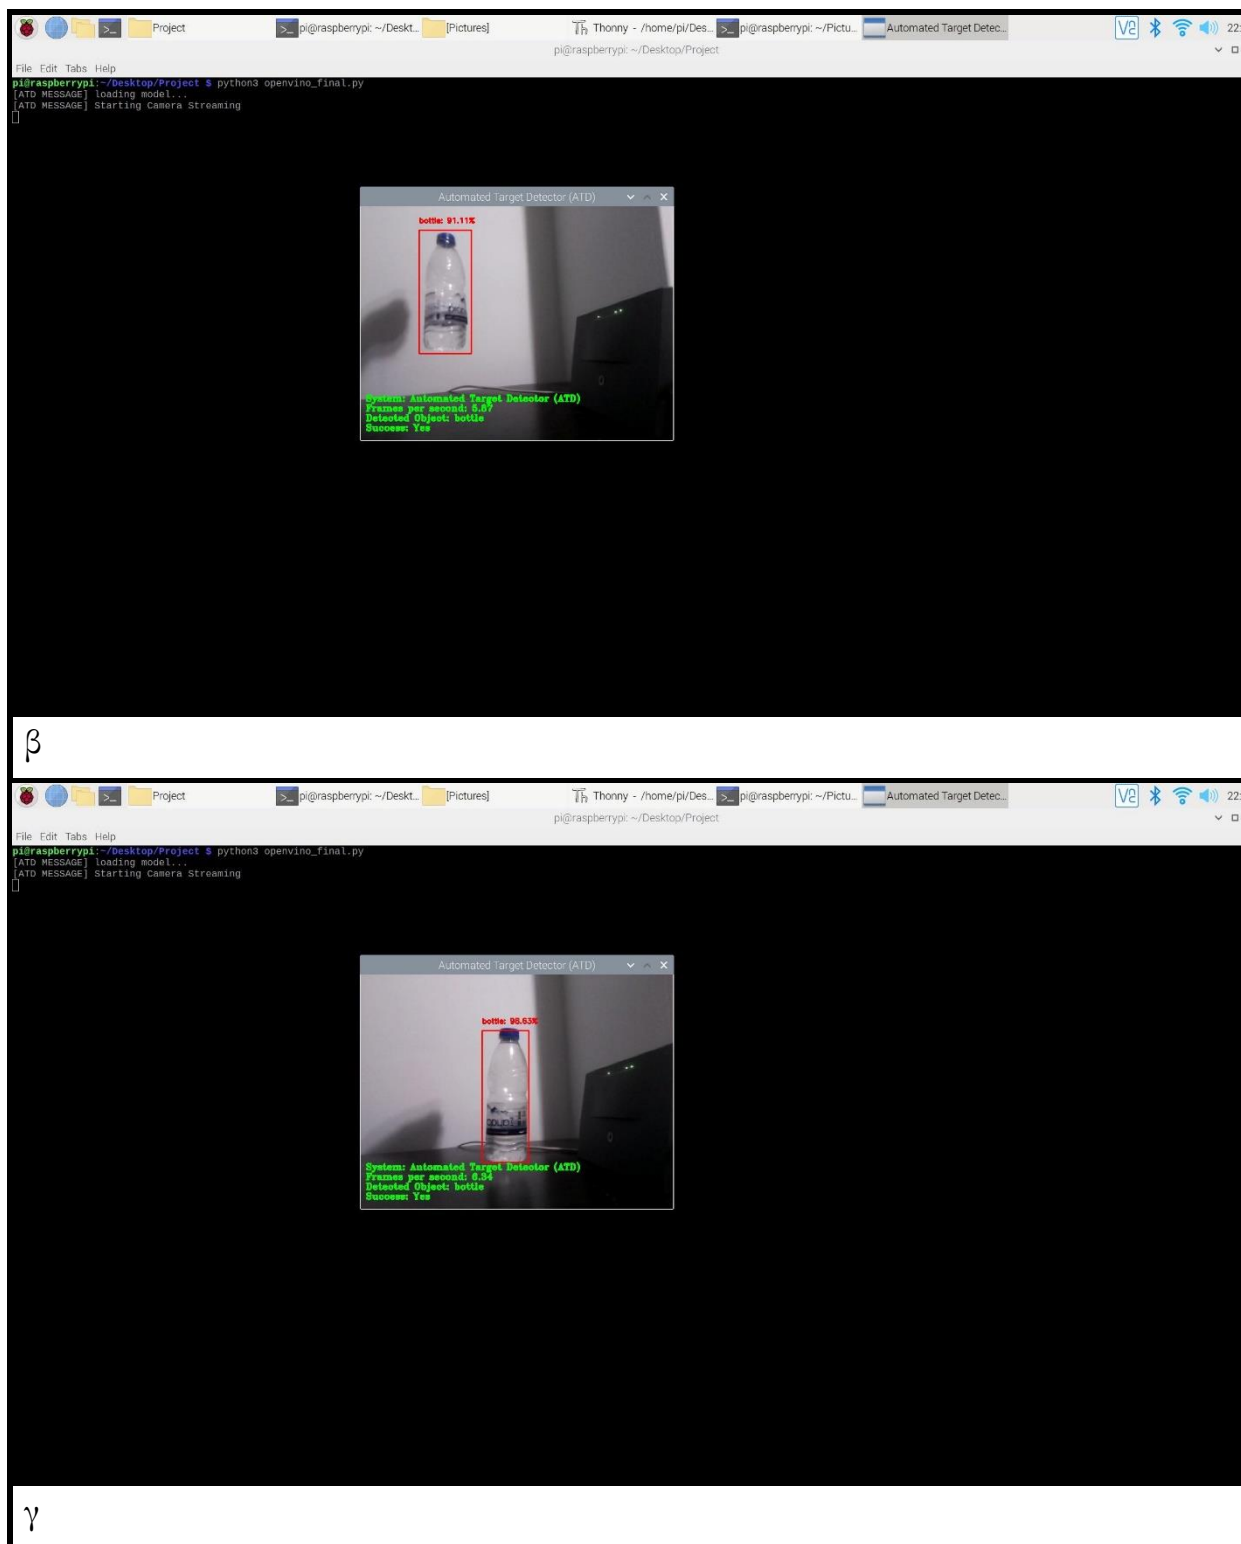 Project
pi@raspberrypi: ~/Deskt...
[Pictures]
Thonny - /home/pi/Des...
pi@raspberrypi: ~/Pictu...
Automated Target Detec...
22:
pi@raspberrypi: ~/Desktop/Project
File Edit Tabs Help
pi@raspberrypi:~/Desktop/Project $ python3 openvino_final.py
[ATD MESSAGE] loading model...
[ATD MESSAGE] Starting Camera Streaming
Automated Target Detector (ATD)
bottle: 91.11%
System: Automated Target Detector (ATD)
Frames per second: 5.87
Detected Object: bottle
Success: Yes
β
Project
pi@raspberrypi: ~/Deskt...
[Pictures]
Thonny - /home/pi/Des...
pi@raspberrypi: ~/Pictu...
Automated Target Detec...
22:
pi@raspberrypi: ~/Desktop/Project
File Edit Tabs Help
pi@raspberrypi:~/Desktop/Project $ python3 openvino_final.py
[ATD MESSAGE] loading model...
[ATD MESSAGE] Starting Camera Streaming
Automated Target Detector (ATD)
bottle: 98.63%
System: Automated Target Detector (ATD)
Frames per second: 6.34
Detected Object: bottle
Success: Yes
γ